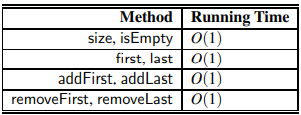 Method Running Time
size, isEmpty O(1)
first, last O(1)
addFirst, addLast O(1)
removeFirst, removeLast O(1)